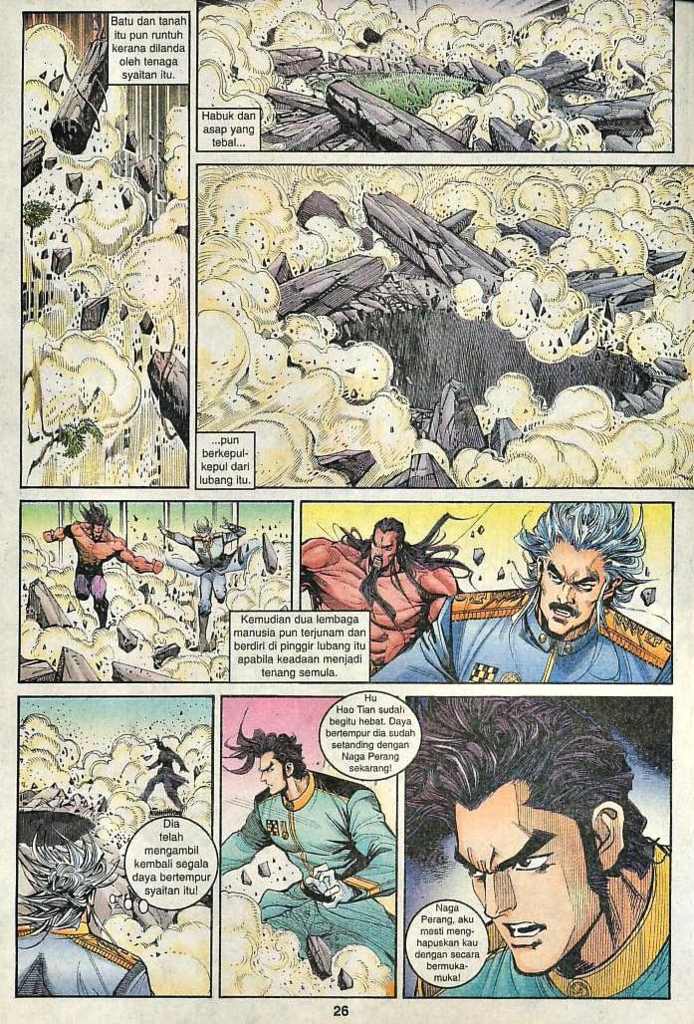 Batu dan tanah
itu pun runtuh
kerana dilanda
oleh tenaga
syaitan itu.
Habuk dan
asap yang
tebal...
...pun
berkepul-
kepul dari
lubang itu.
Kemudian dua lembaga
manusia pun terjunam dan
berdiri di pinggir lubang itu
apabila keadaan menjadi
tenang semula.
Dia
telah
mengambil
kembali segala
daya bertempur
syaitan itu!
Hu
Hao Tian sudah
begitu hebat. Daya
bertempur dia sudah
setanding dengan
Naga Perang
sekarang!
Naga
Perang, aku
mesti meng-
hapuskan kau
dengan secara
bermuka-
muka!
26